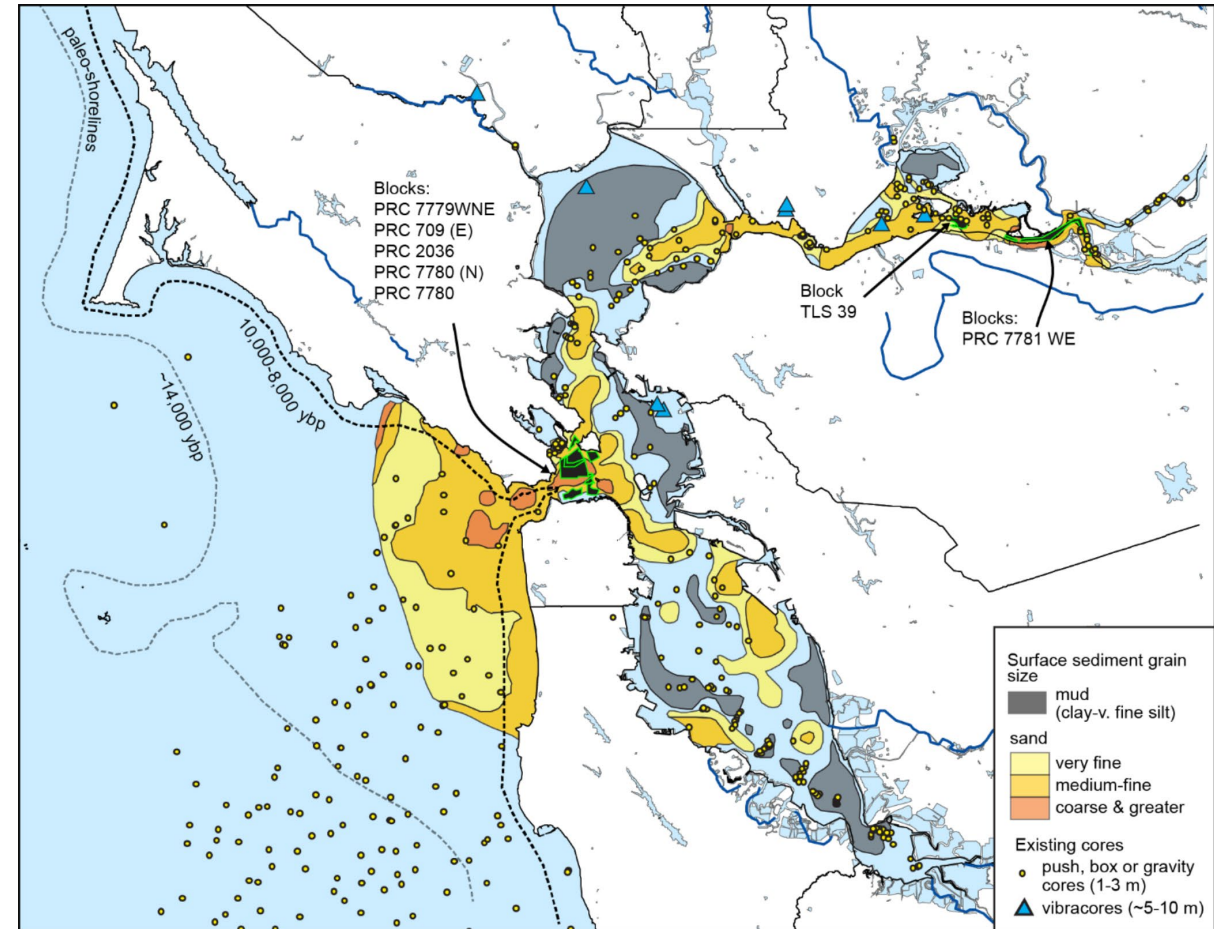 paleo-shorelines
Blocks:
PRC 7779WNE
PRC 709 (E)
PRC 2036
PRC 7780 (N)
PRC 7780
Block
TLS 39
Blocks:
PRC 7781 WE
10,000-8,000 ybp
~14,000 ybp
Surface sediment grain
size
mud
(clay-v. fine silt)
sand
very fine
medium-fine
coarse & greater
Existing cores
push, box or gravity
cores (1-3 m)
vibracores (~5-10 m)